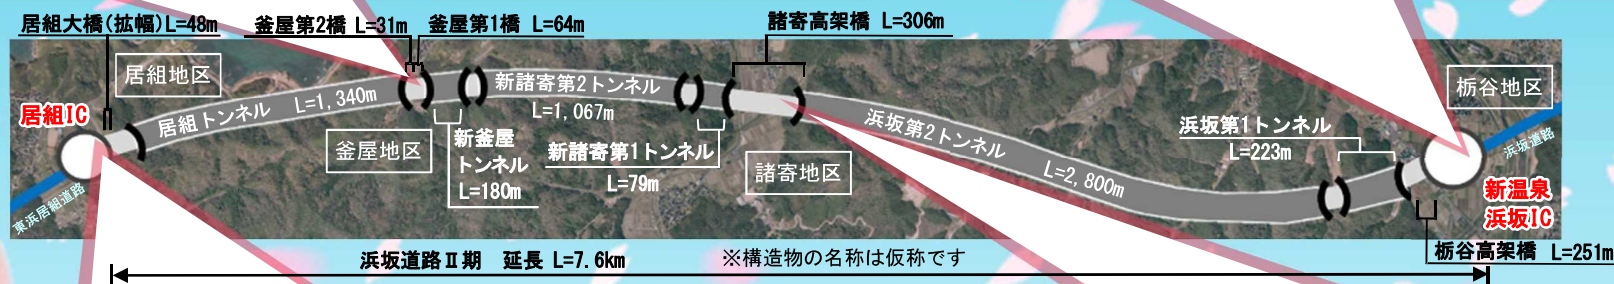 居組大橋(拡幅)L=48m
釜屋第2橋 L=31m
釜屋第1橋 L=64m
諸寄高架橋 L=306m
居組地区
居組IC
居組トンネル L=1,340m
新諸寄第2トンネル
L=1,067m
釜屋地区
新釜屋
トンネル
L=180m
新諸寄第1トンネル
L=79m
諸寄地区
浜坂第2トンネル L=2,800m
浜坂第1トンネル
L=223m
栃谷地区
浜坂道路
新温泉
浜坂IC
東浜居組道路
栃谷高架橋 L=251m
浜坂道路Ⅱ期 延長 L=7.6km
※構造物の名称は仮称です